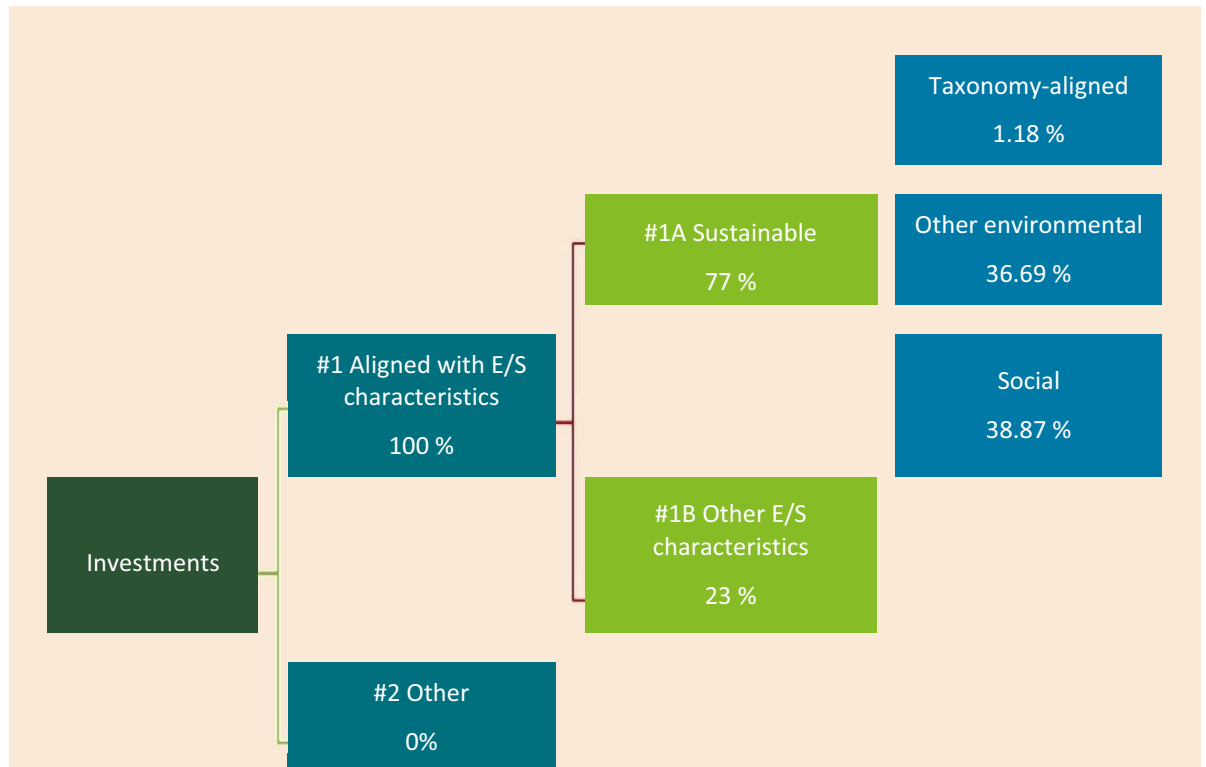 Taxonomy-aligned
1.18 %
#1A Sustainable
77 %
Other environmental
36.69 %
#1 Aligned with E/S
characteristics
100 %
Social
38.87 %
Investments
#1B Other E/S
characteristics
23 %
#2 Other
0%